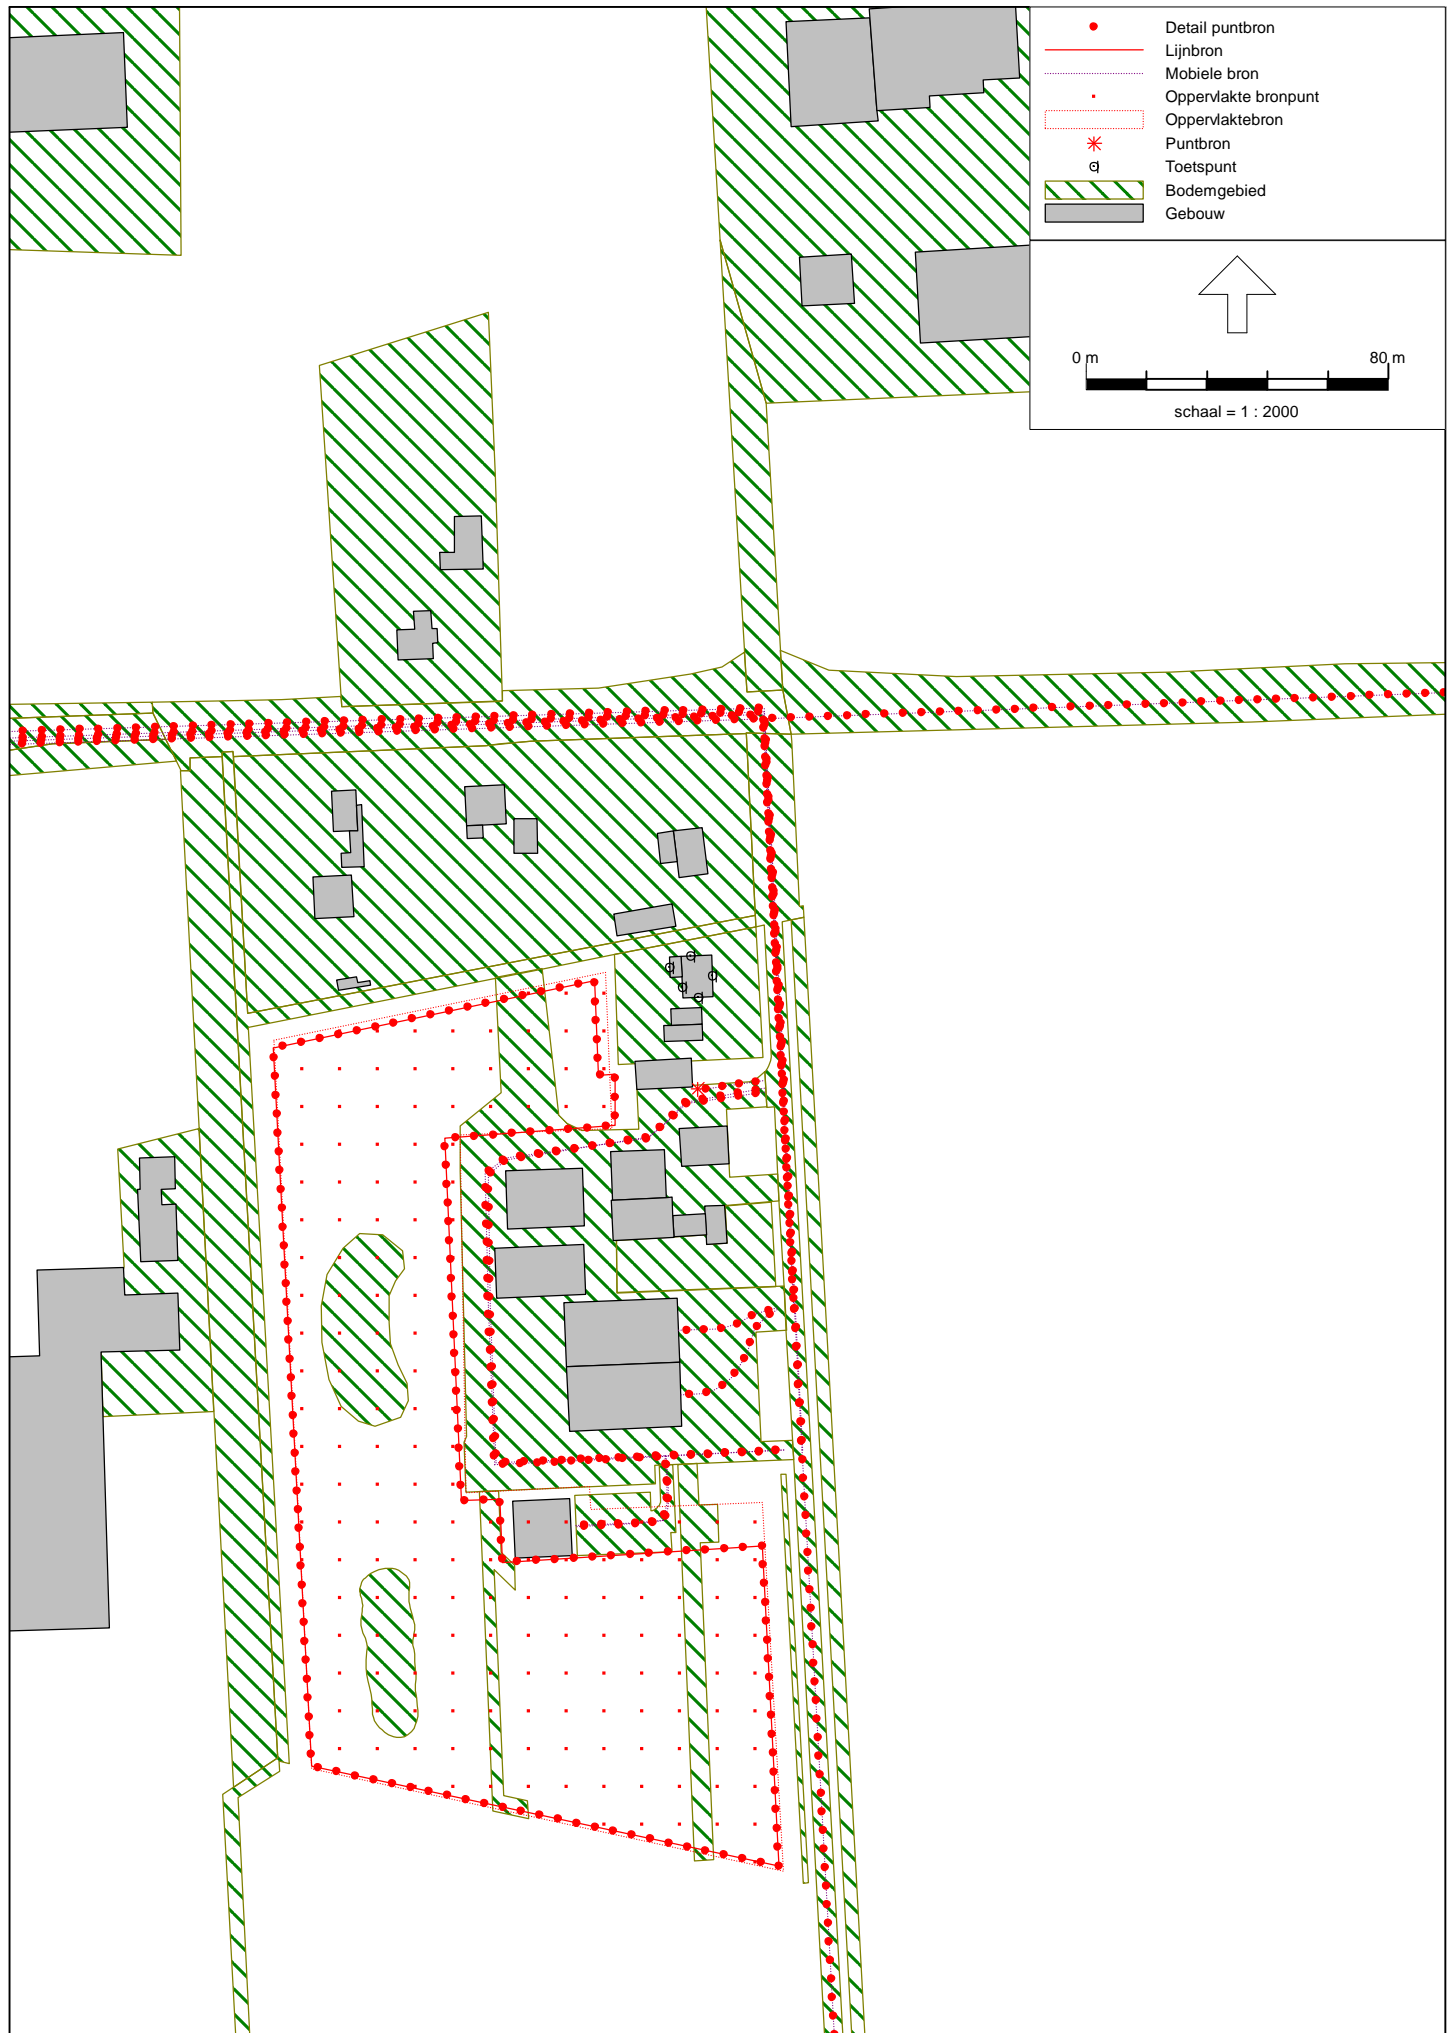 Detail puntbron
Lijnbron
Mobiele bron
Oppervlakte bronpunt
Oppervlaktebron
Puntbron
Toetspunt
Bodemgebied
Gebouw
0 m 80 m
schaal = 1 : 2000